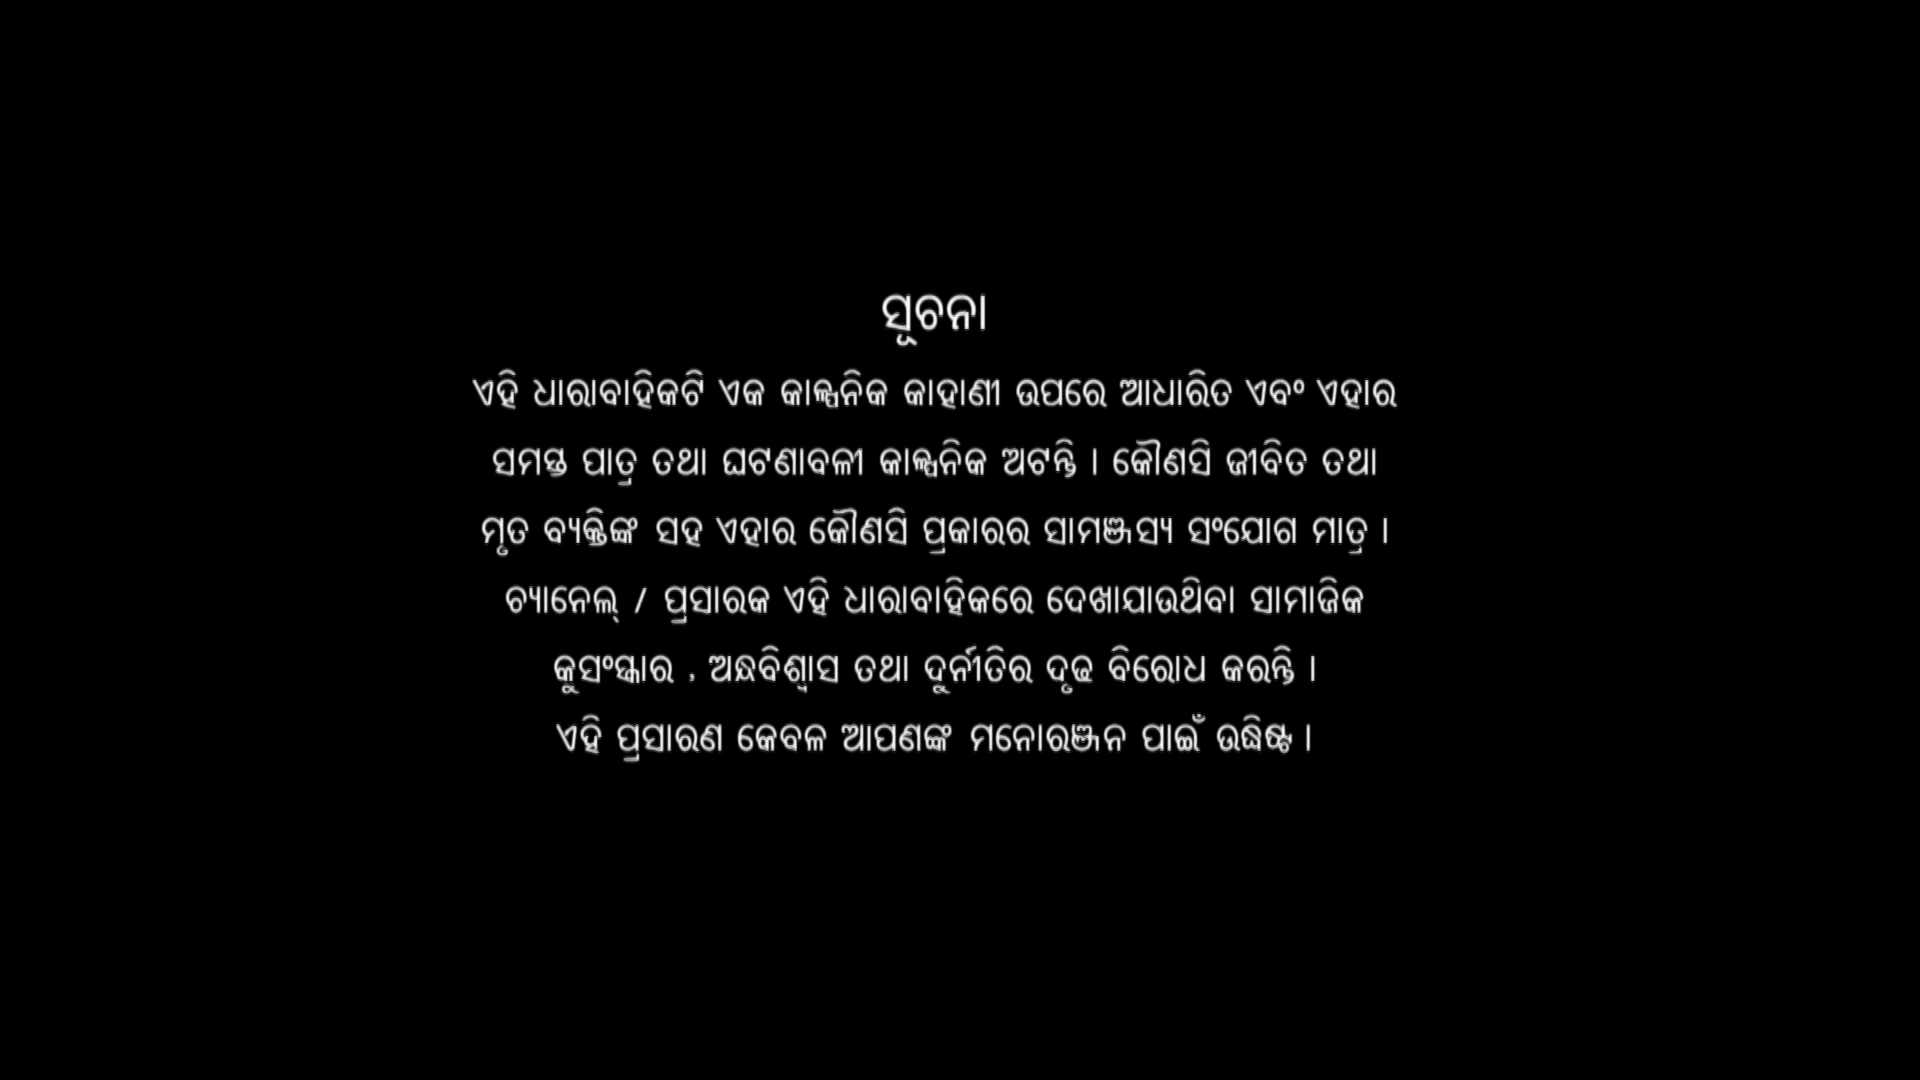 ସୂଚନା
ଏହି ଧାରାବାହିକଟି ଏକ କାଳ୍ପନିକ କାହାଣୀ ଉପରେ ଆଧାରିତ ଏବଂ ଏହାର
ସମସ୍ତ ପାତ୍ର ତଥା ଘଟଣାବଳୀ କାଳ୍ପନିକ ଅଟନ୍ତି । କୌଣସି ଜୀବିତ ତଥା
ମୃତ ବ୍ୟକ୍ତିଙ୍କ ସହ ଏହାର କୌଣସି ପ୍ରକାରର ସାମଞ୍ଜସ୍ୟ ସଂଯୋଗ ମାତ୍ର ।
ଚ୍ୟାନେଲ୍ / ପ୍ରସାରକ ଏହି ଧାରାବାହିକରେ ଦେଖାଯାଉଥିବା ସାମାଜିକ
କୁସଂସ୍କାର , ଅନ୍ଧବିଶ୍ୱାସ ତଥା ଦୁର୍ନୀତିର ଦୃଢ ବିରୋଧ କରନ୍ତି ।
ଏହି ପ୍ରସାରଣ କେବଳ ଆପଣଙ୍କ ମନୋରଞ୍ଜନ ପାଇଁ ଉଦ୍ଧିଷ୍ଟ ।